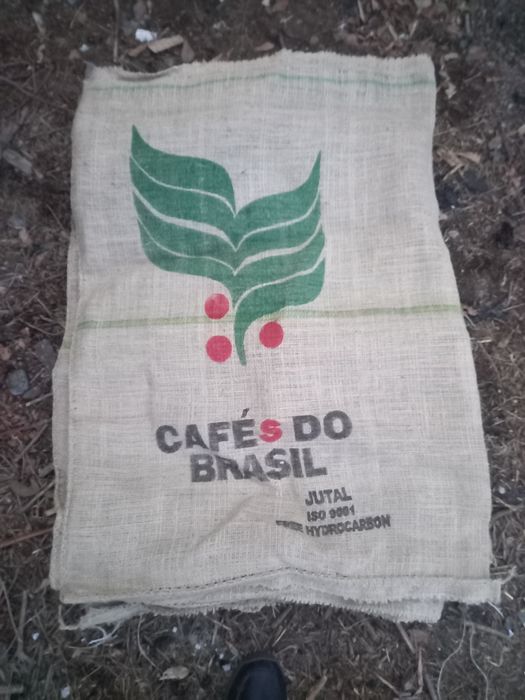 CAFÉS DO
BRASIL
JUTAL
ISO 9001
HYDROCARBON